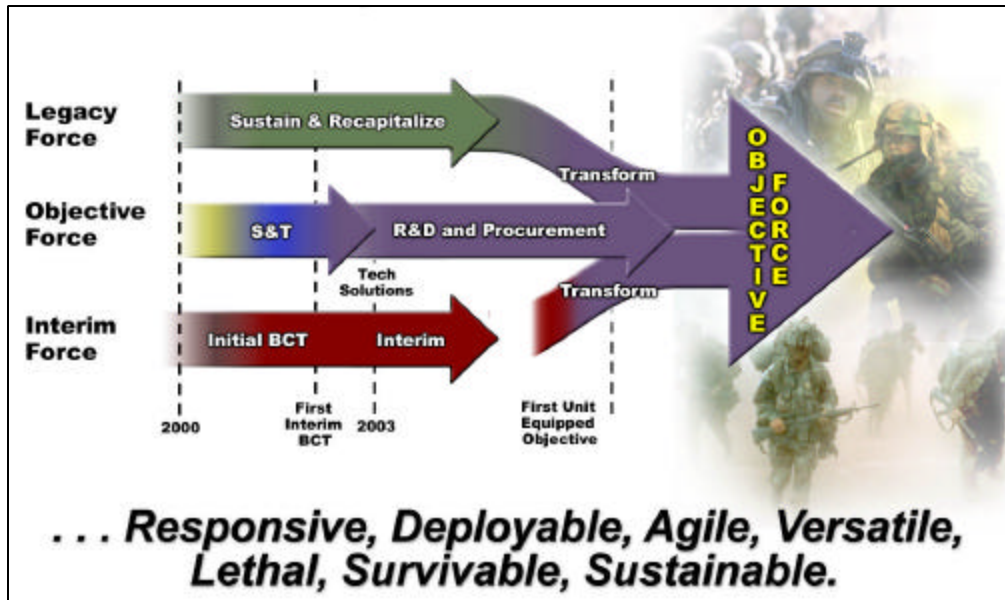 Legacy
Force
Sustain & Recapitalize
Transform
Objective
Force
S&T
R&D and Procurement
Tech
Solutions
Transform
Interim
Force
Initial BCT
Interim
OBJECTIVE
FORCE
2000
First
Interim
BCT
2003
First Unit
Equipped
Objective
. . . Responsive, Deployable, Agile, Versatile,
Lethal, Survivable, Sustainable.